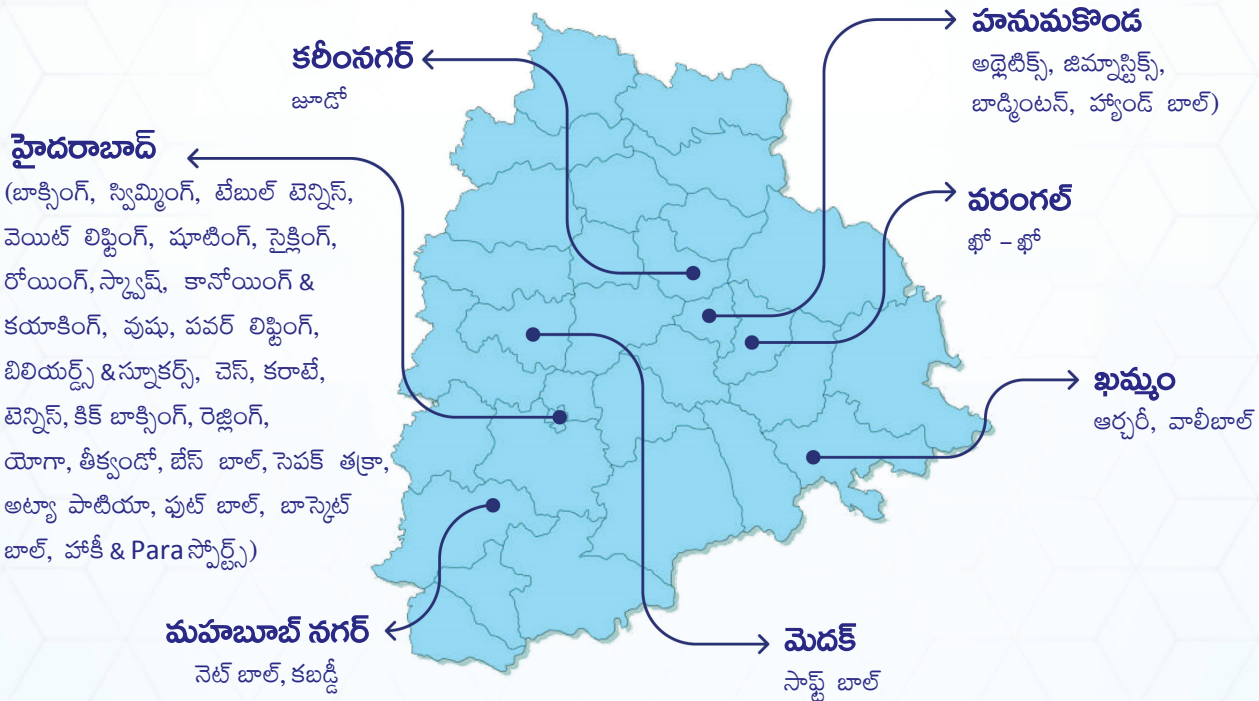 కరీంనగర్
జూడో
హనుమకొండ
అథ్లెటిక్స్, జిమ్నాస్టిక్స్,
బాడ్మింటన్, హ్యాండ్ బాల్)
హైదరాబాద్
(బాక్సింగ్, స్విమ్మింగ్, టేబుల్ టెన్నిస్,
వెయిట్ లిఫ్టింగ్, షూటింగ్, సైక్లింగ్,
రోయింగ్, స్క్వాష్, కానోయింగ్ &
కయాకింగ్, వుషు, పవర్ లిఫ్టింగ్,
బిలియర్డ్స్ & స్నూకర్స్, చెస్, కరాటే,
టెన్నిస్, కిక్ బాక్సింగ్, రెజ్లింగ్,
యోగా, తీక్వండో, బేస్ బాల్, సెపక్ తక్రా,
అట్యా పాటియా, ఫుట్ బాల్, బాస్కెట్
బాల్, హాకీ & Para స్పోర్ట్స్)
వరంగల్
ఖో – ఖో
ఖమ్మం
ఆర్చరీ, వాలీబాల్
మహబూబ్ నగర్
నెట్ బాల్, కబడ్డీ
మెదక్
సాఫ్ట్ బాల్